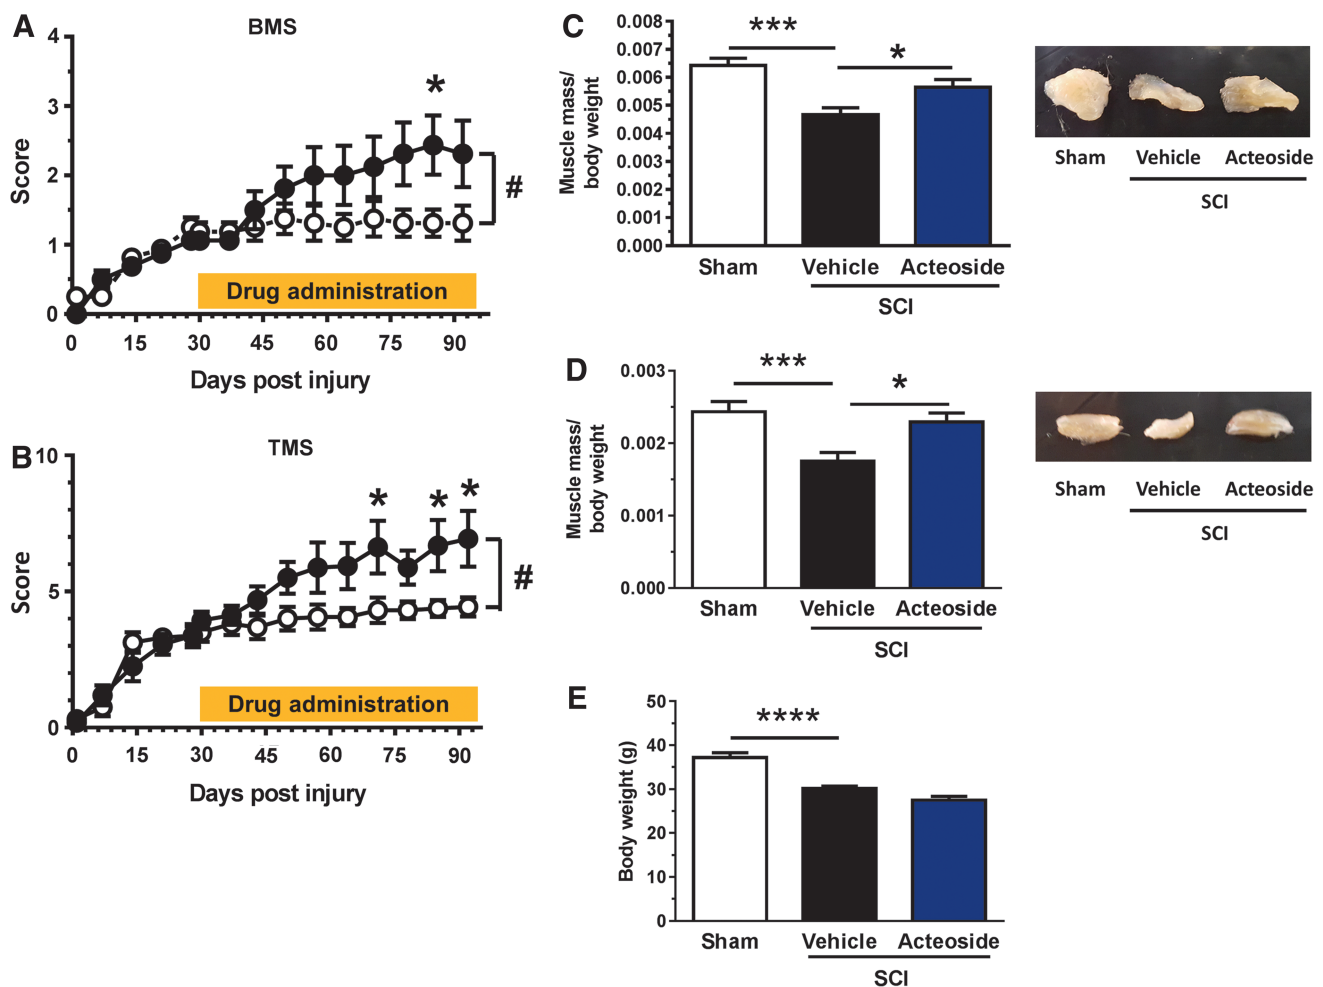 A
BMS
4
3
2
1
0
Score
*
#
Drug administration
0 15 30 45 60 75 90
Days post injury
B
TMS
10
5
0
Score
* * *
#
Drug administration
0 15 30 45 60 75 90
Days post injury
C
0.008
0.007
0.006
0.005
0.004
0.003
0.002
0.001
0.000
Muscle mass/
body weight
***
*
Sham Vehicle Acteoside
SCI
Sham Vehicle Acteoside
SCI
D
0.003
0.002
0.001
0.000
Muscle mass/
body weight
***
*
Sham Vehicle Acteoside
SCI
Sham Vehicle Acteoside
SCI
E
50
40
30
20
10
0
Body weight (g)
****
Sham Vehicle Acteoside
SCI